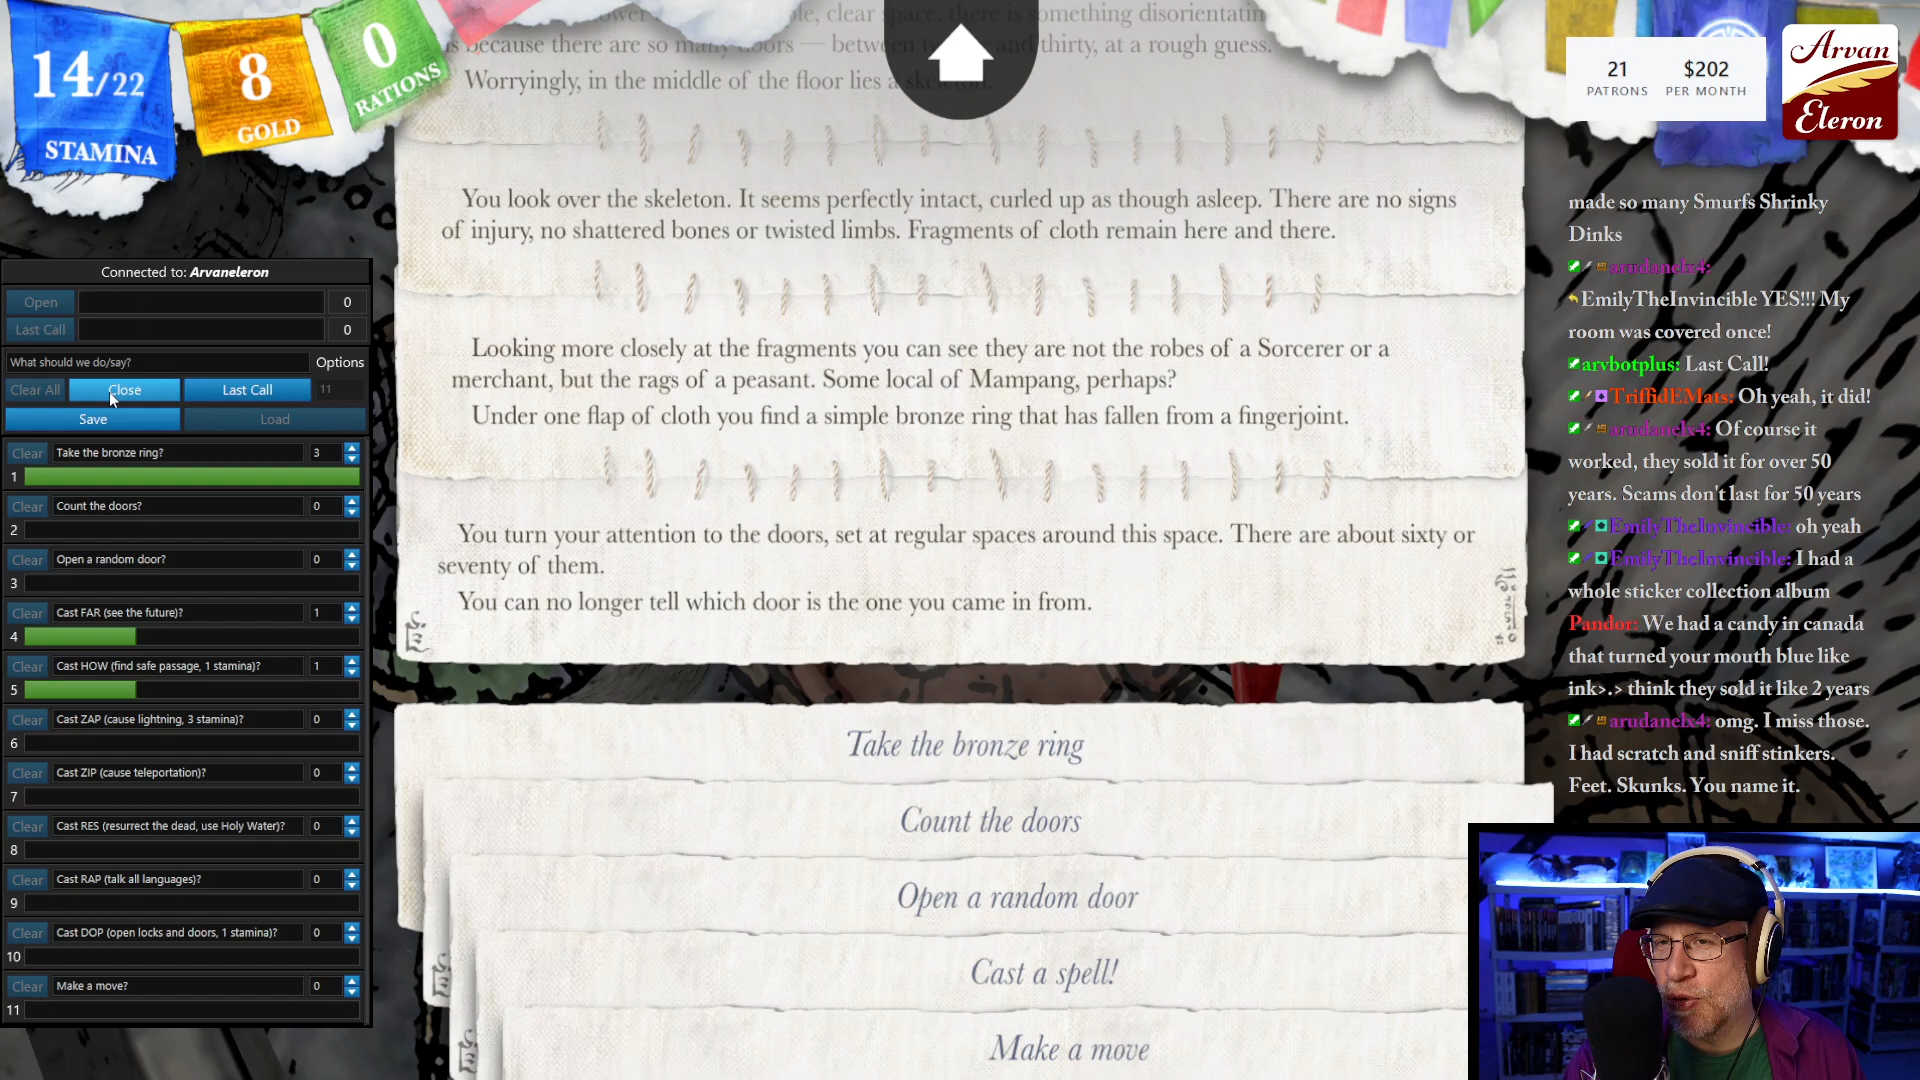 14/22
STAMINA
8
GOLD
0
RATIONS
Connected to: Arvaneleron
Open
0
Last Call
0
What should we do/say?
Options
Clear All
Close
Last Call
11
Save
Load
Clear
Take the bronze ring?
3
1
Clear
Count the doors?
0
2
Clear
Open a random door?
0
3
Clear
Cast FAR (see the future)?
1
4
Clear
Cast HOW (find safe passage, 1 stamina)?
1
5
Clear
Cast ZAP (cause lightning, 3 stamina)?
0
6
Clear
Cast ZIP (cause teleportation)?
0
7
Clear
Cast RES (resurrect the dead, use Holy Water)?
0
8
Clear
Cast RAP (talk all languages)?
0
9
Clear
Cast DOP (open locks and doors, 1 stamina)?
0
10
Clear
Make a move?
0
11
clear space, there is something disorientatin
is because there are so many doors — between and thirty, at a rough guess.
Worryingly, in the middle of the floor lies a skeleton.
You look over the skeleton. It seems perfectly intact, curled up as though asleep. There are no signs
of injury, no shattered bones or twisted limbs. Fragments of cloth remain here and there.
Looking more closely at the fragments you can see they are not the robes of a Sorcerer or a
merchant, but the rags of a peasant. Some local of Mampang, perhaps?
Under one flap of cloth you find a simple bronze ring that has fallen from a fingerjoint.
You turn your attention to the doors, set at regular spaces around this space. There are about sixty or
seventy of them.
You can no longer tell which door is the one you came in from.
Take the bronze ring
Count the doors
Open a random door
Cast a spell!
Make a move
21
PATRONS
$202
PER MONTH
Arvan
Eleron
made so many Smurfs Shrinky
Dinks
arudanelx4:
EmilyTheInvincible YES!!! My
room was covered once!
arvbotplus: Last Call!
TriffidEMats: Oh yeah, it did!
arudanelx4: Of course it
worked, they sold it for over 50
years. Scams don't last for 50 years
EmilyTheInvincible: oh yeah
EmilyTheInvincible: I had a
whole sticker collection album
Pandor: We had a candy in canada
that turned your mouth blue like
ink>.> think they sold it like 2 years
arudanelx4: omg. I miss those.
I had scratch and sniff stinkers.
Feet. Skunks. You name it.